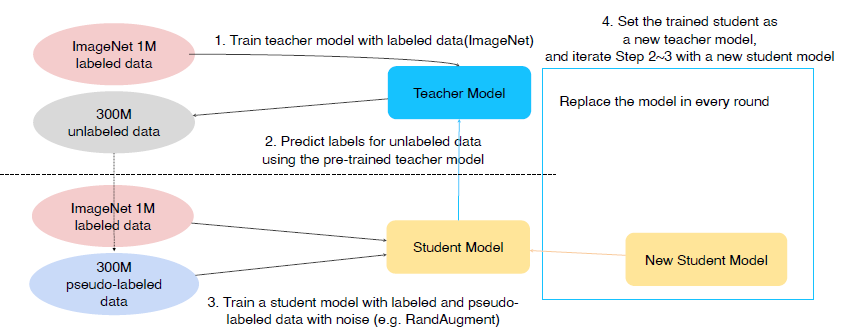 ImageNet 1M
labeled data
1. Train teacher model with labeled data(ImageNet)
4. Set the trained student as
a new teacher model,
and iterate Step 2~3 with a new student model
Teacher Model
Replace the model in every round
300M
unlabeled data
2. Predict labels for unlabeled data
using the pre-trained teacher model
ImageNet 1M
labeled data
Student Model
New Student Model
300M
pseudo-labeled
data
3. Train a student model with labeled and pseudo-
labeled data with noise (e.g. RandAugment)